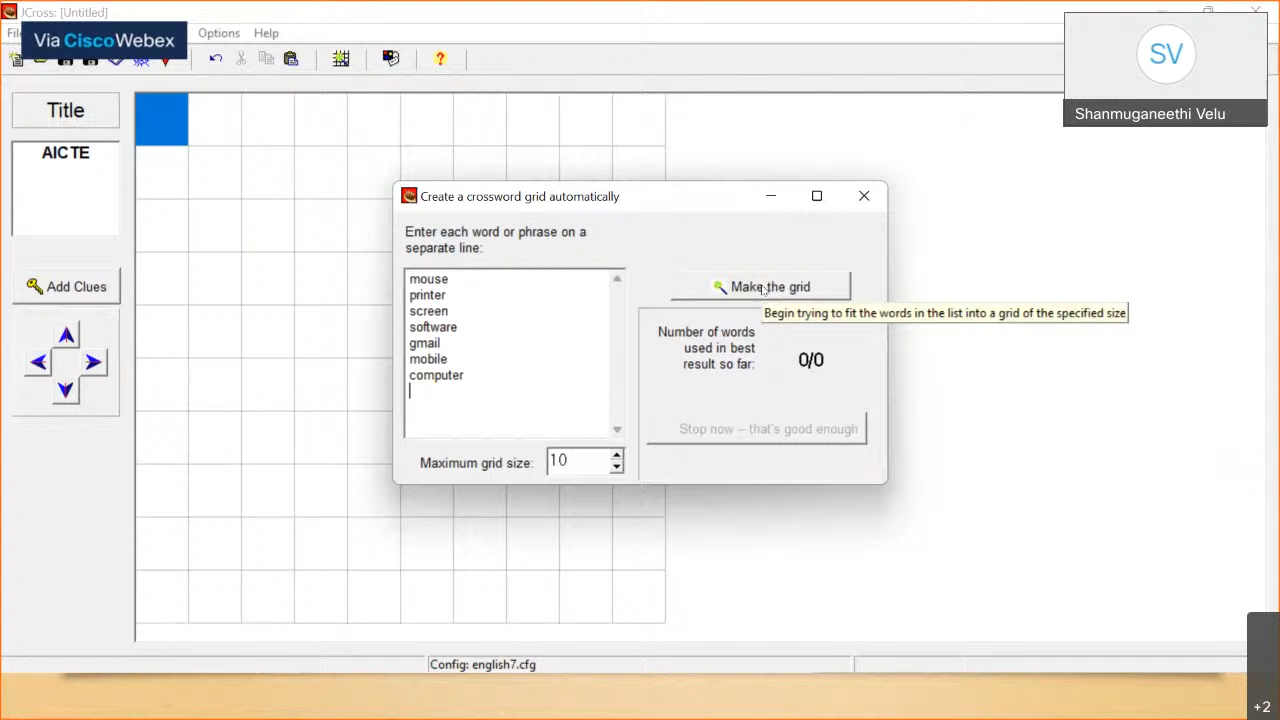 JCross: [Untitled]
Options Help
Via CiscoWebex
SV
Shanmuganeethi Velu
Title
AICTE
Add Clues
Create a crossword grid automatically
Enter each word or phrase on a
separate line:
mouse
printer
screen
software
gmail
mobile
computer
Make the grid
Begin trying to fit the words in the list into a grid of the specified size
Number of words
used in best
result so far:
0/0
Stop now – that's good enough
Maximum grid size:
10
Config: english7.cfg
+2